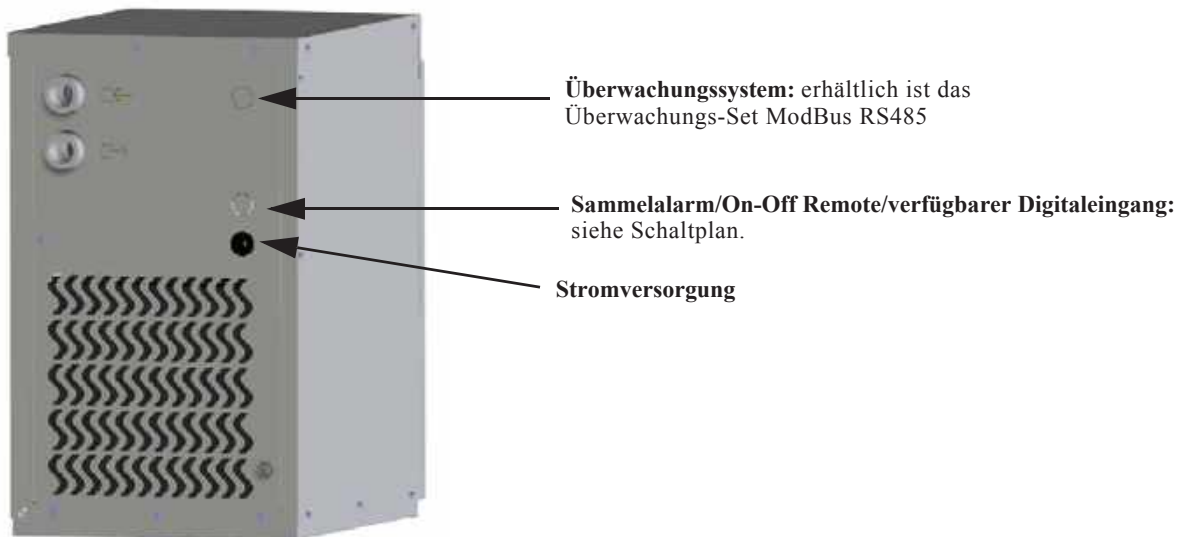 Überwachungssystem: erhältlich ist das
Überwachungs-Set ModBus RS485
Sammelalarm/On-Off Remote/verfügbarer Digitaleingang:
siehe Schaltplan.
Stromversorgung